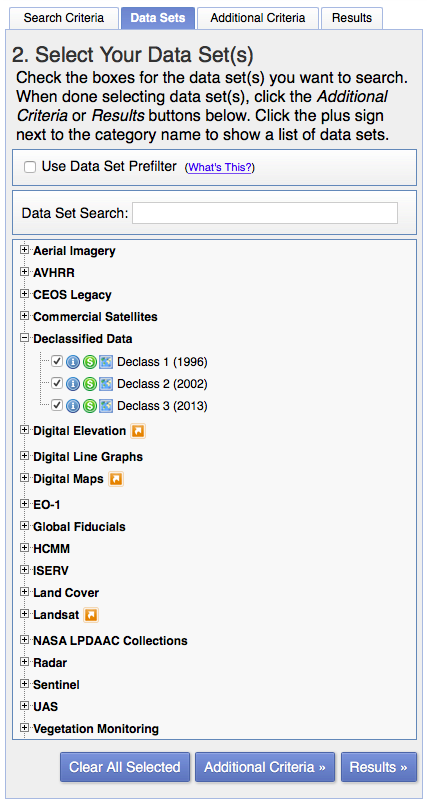 Search Criteria Data Sets Additional Criteria Results
2. Select Your Data Set(s)
Check the boxes for the data set(s) you want to search.
When done selecting data set(s), click the Additional
Criteria or Results buttons below. Click the plus sign
next to the category name to show a list of data sets.
Use Data Set Prefilter (What's This?)
Data Set Search:
Aerial Imagery
AVHRR
CEOS Legacy
Commercial Satellites
Declassified Data
Declass 1 (1996)
Declass 2 (2002)
Declass 3 (2013)
Digital Elevation
Digital Line Graphs
Digital Maps
EO-1
Global Fiducials
HCMM
ISERV
Land Cover
Landsat
NASA LPDAAC Collections
Radar
Sentinel
UAS
Vegetation Monitoring
Clear All Selected Additional Criteria » Results »